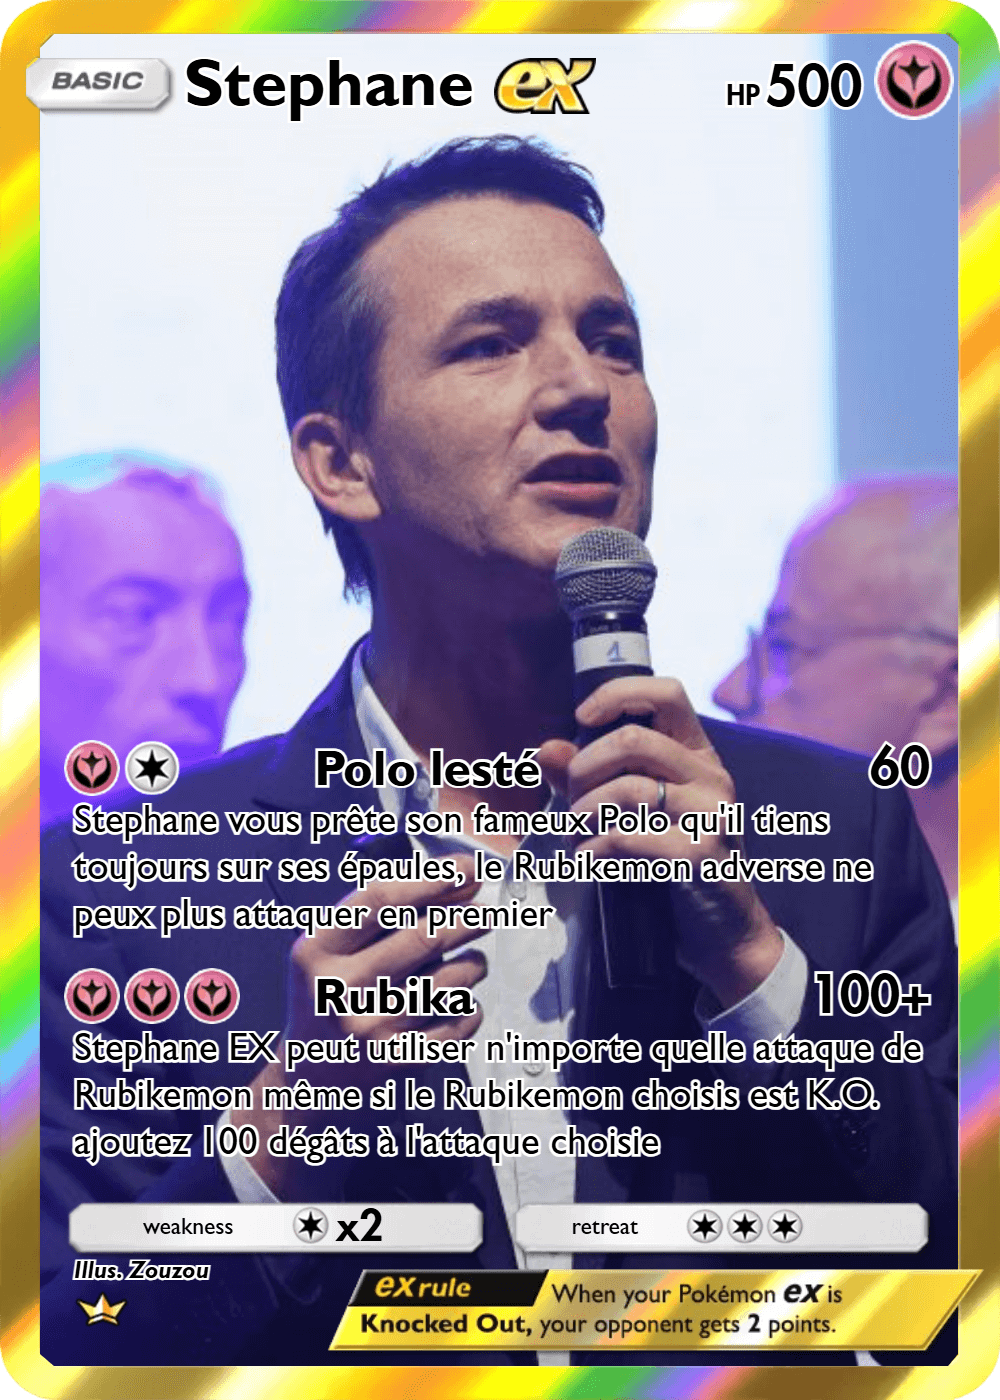 BASIC Stephane ex HP 500
Polo lesté 60
Stephane vous prête son fameux Polo qu'il tiens
toujours sur ses épaules, le Rubikemon adverse ne
peux plus attaquer en premier
Rubika 100+
Stephane EX peut utiliser n'importe quelle attaque de
Rubikemon même si le Rubikemon choisis est K.O.
ajoutez 100 dégâts à l'attaque choisie
weakness x2 retreat
Illus. Zouzou
ex rule When your Pokémon ex is
Knocked Out, your opponent gets 2 points.